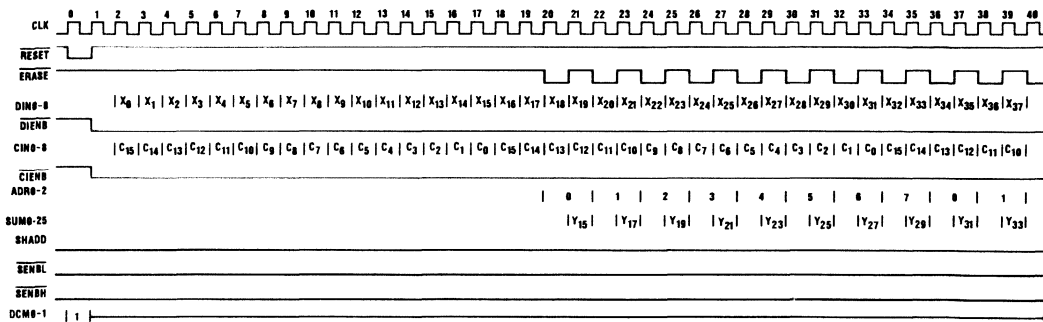 0 1 2 3 4 5 6 7 8 9 10 11 12 13 14 15 16 17 18 19 20 21 22 23 24 25 26 27 28 29 30 31 32 33 34 35 36 37 38 39 40
CLK
RESET
ERASE
DIN0-8 | X0 | X1 | X2 | X3 | X4 | X5 | X6 | X7 | X8 | X9 | X10 | X11 | X12 | X13 | X14 | X15 | X16 | X17 | X18 | X19 | X20 | X21 | X22 | X23 | X24 | X25 | X26 | X27 | X28 | X29 | X30 | X31 | X32 | X33 | X34 | X35 | X36 | X37 |
DIENB
CIN0-8 | C15 | C14 | C13 | C12 | C11 | C10 | C9 | C8 | C7 | C6 | C5 | C4 | C3 | C2 | C1 | C0 | C15 | C14 | C13 | C12 | C11 | C10 | C9 | C8 | C7 | C6 | C5 | C4 | C3 | C2 | C1 | C0 | C15 | C14 | C13 | C12 | C11 | C10 |
CIENB
ADR0-2 | 0 | 1 | 2 | 3 | 4 | 5 | 6 | 7 | 0 | 1 |
SUM0-25 | Y15 | | Y17 | | Y19 | | Y21 | | Y23 | | Y25 | | Y27 | | Y29 | | Y31 | | Y33 |
SHADD
SENBL
SENBH
DCM0-1 | 1 |